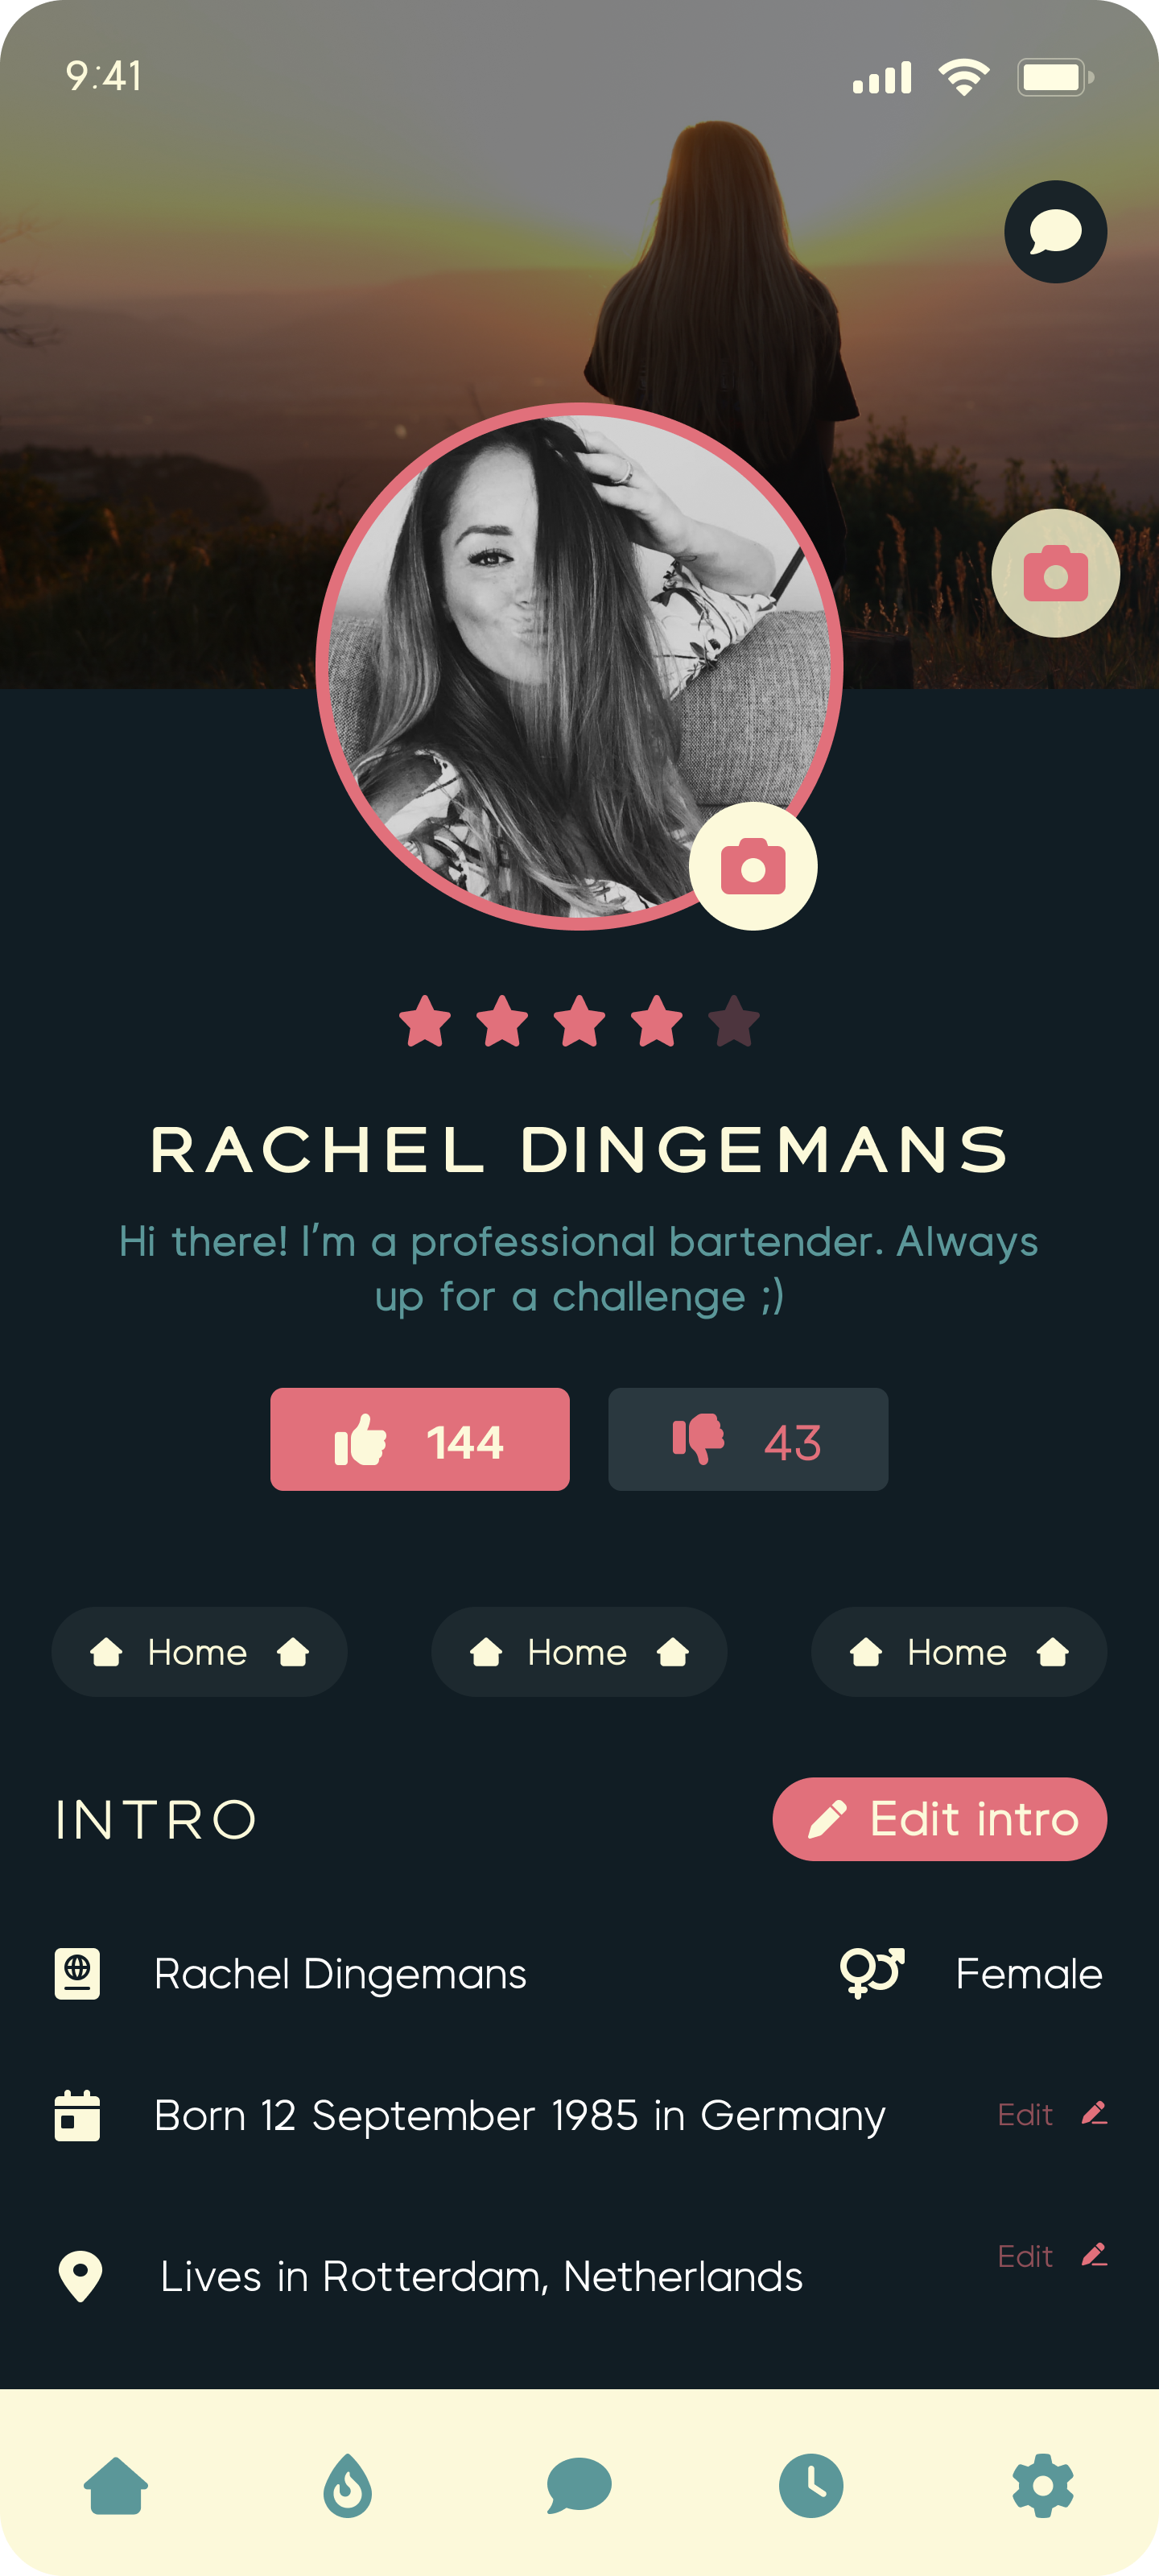 9:41
RACHEL DINGEMANS
Hi there! I’m a professional bartender. Always
up for a challenge ;)
144 43
Home Home Home
INTRO Edit intro
Rachel Dingemans Female
Born 12 September 1985 in Germany Edit
Edit
Lives in Rotterdam, Netherlands